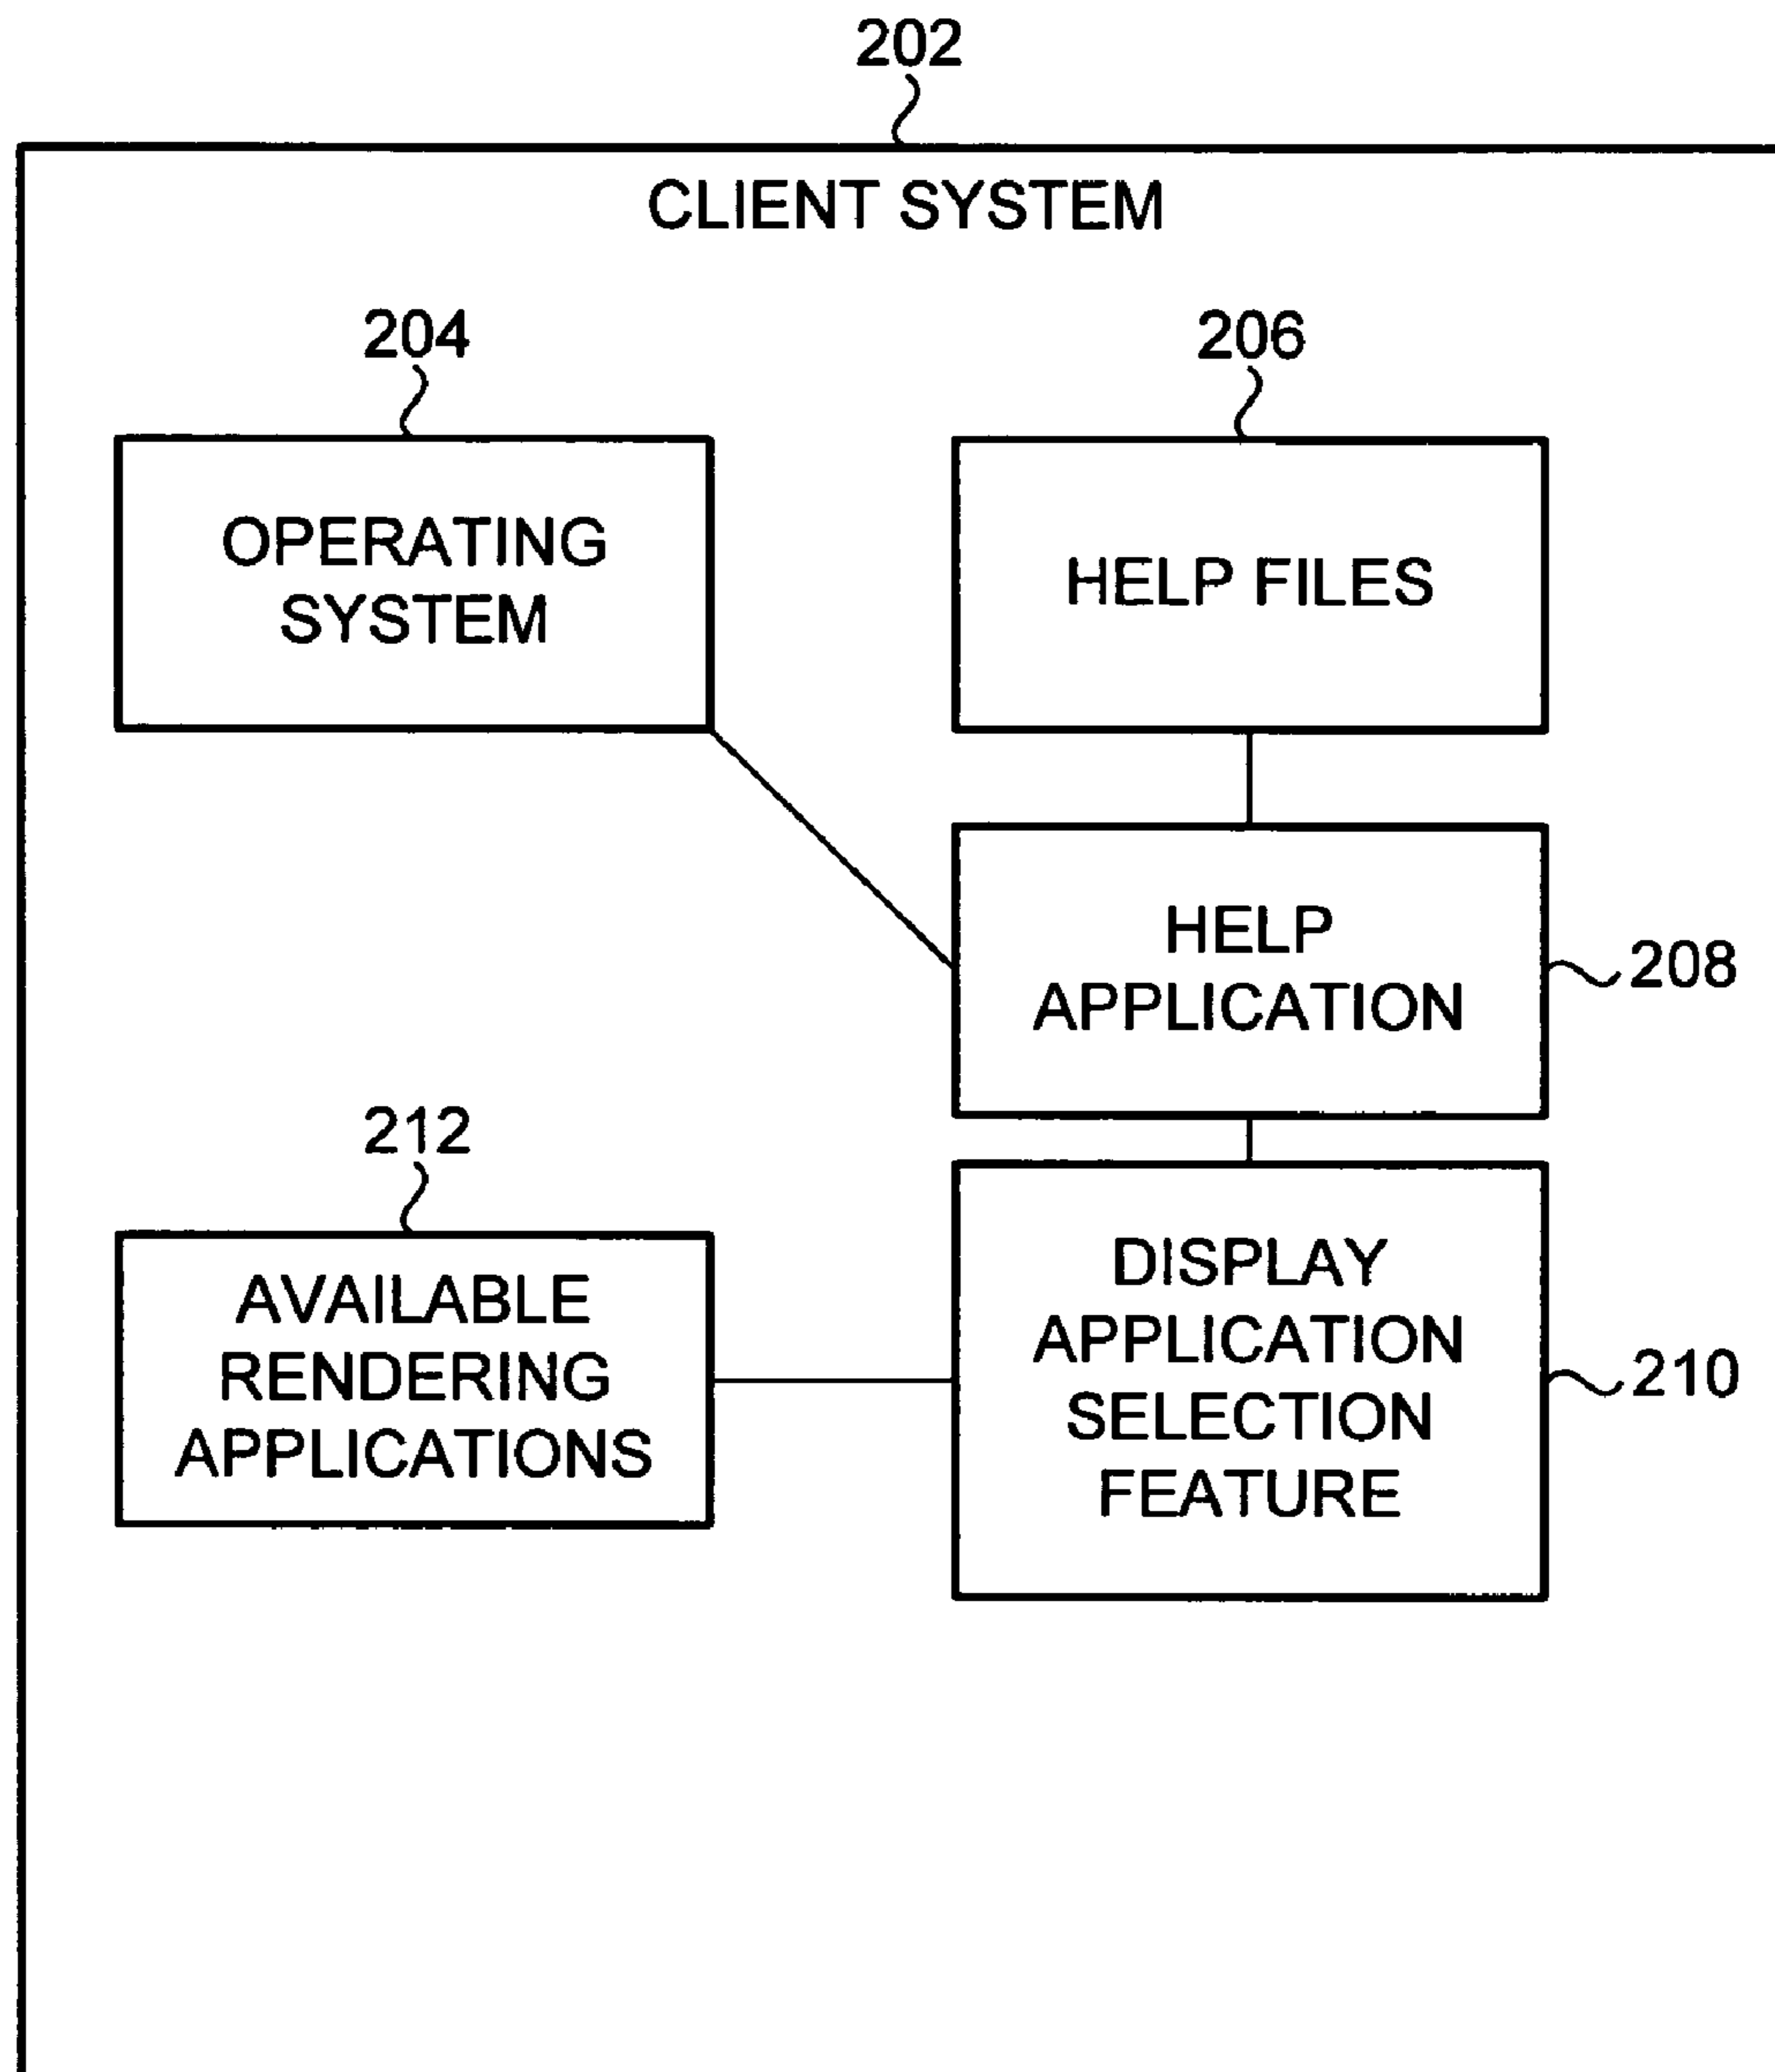 202
CLIENT SYSTEM
204
206
OPERATING
SYSTEM
HELP FILES
HELP
APPLICATION
208
212
AVAILABLE
RENDERING
APPLICATIONS
DISPLAY
APPLICATION
SELECTION
FEATURE
210